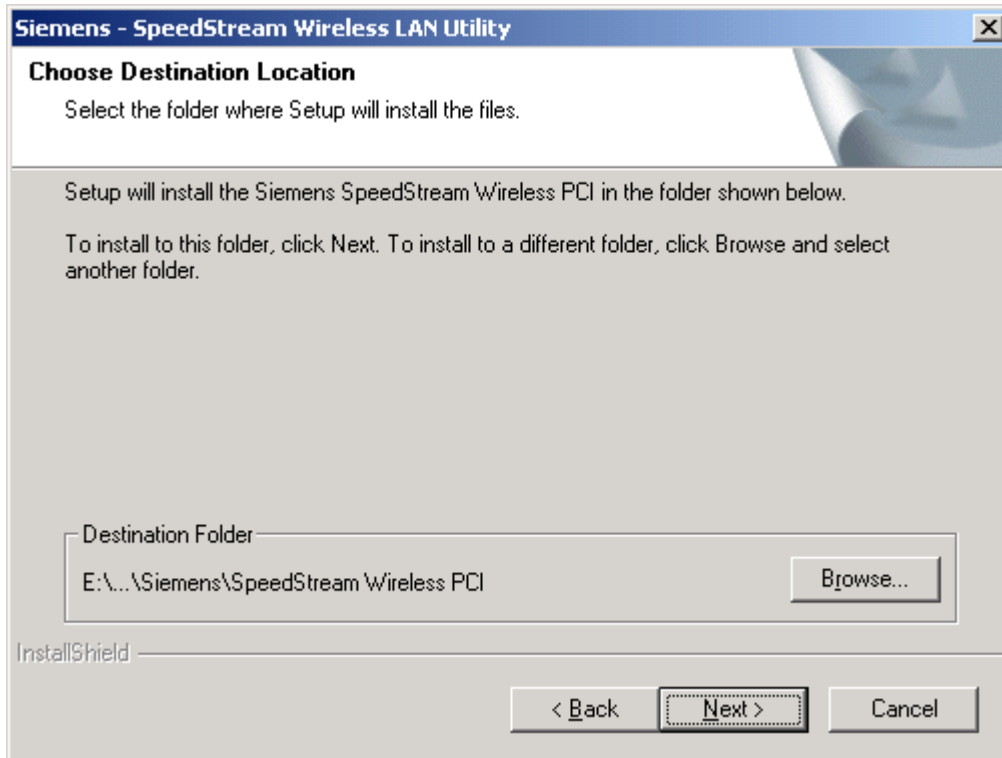 Siemens - SpeedStream Wireless LAN Utility
Choose Destination Location
Select the folder where Setup will install the files.
Setup will install the Siemens SpeedStream Wireless PCI in the folder shown below.
To install to this folder, click Next. To install to a different folder, click Browse and select
another folder.
Destination Folder
E:\...\Siemens\SpeedStream Wireless PCI
Browse...
InstallShield
< Back
Next >
Cancel